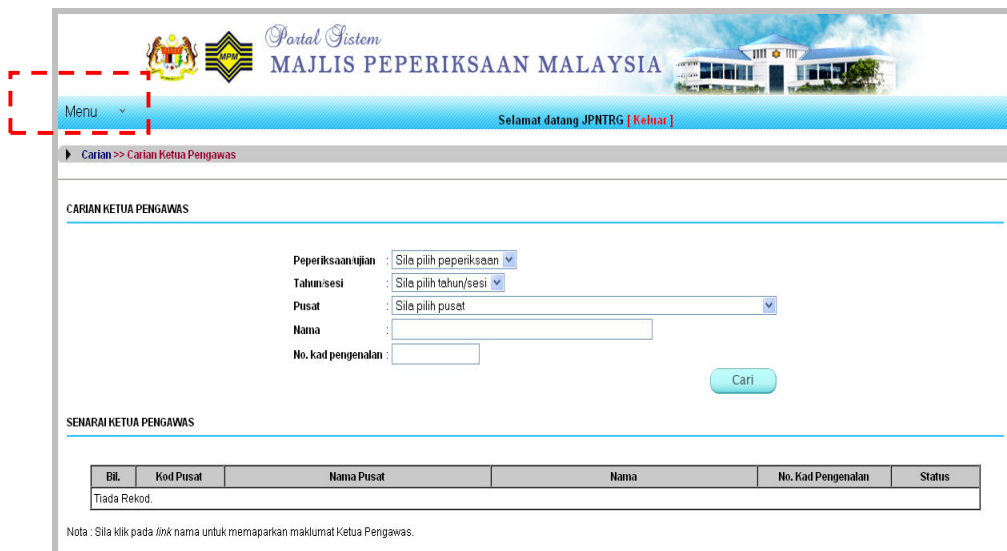 Portal Sistem
MPM MAJLIS PEPERIKSAAN MALAYSIA
Menu
Selamat datang JPNTRG [ Keluar ]
Carian >> Carian Ketua Pengawas
CARIAN KETUA PENGAWAS
Peperiksaan/ujian : Sila pilih peperiksaan
Tahun/sesi : Sila pilih tahun/sesi
Pusat : Sila pilih pusat
Nama :
No. kad pengenalan :
Cari
SENARAI KETUA PENGAWAS
Bil. Kod Pusat Nama Pusat Nama No. Kad Pengenalan Status
Tiada Rekod.
Nota : Sila klik pada link nama untuk memaparkan maklumat Ketua Pengawas.